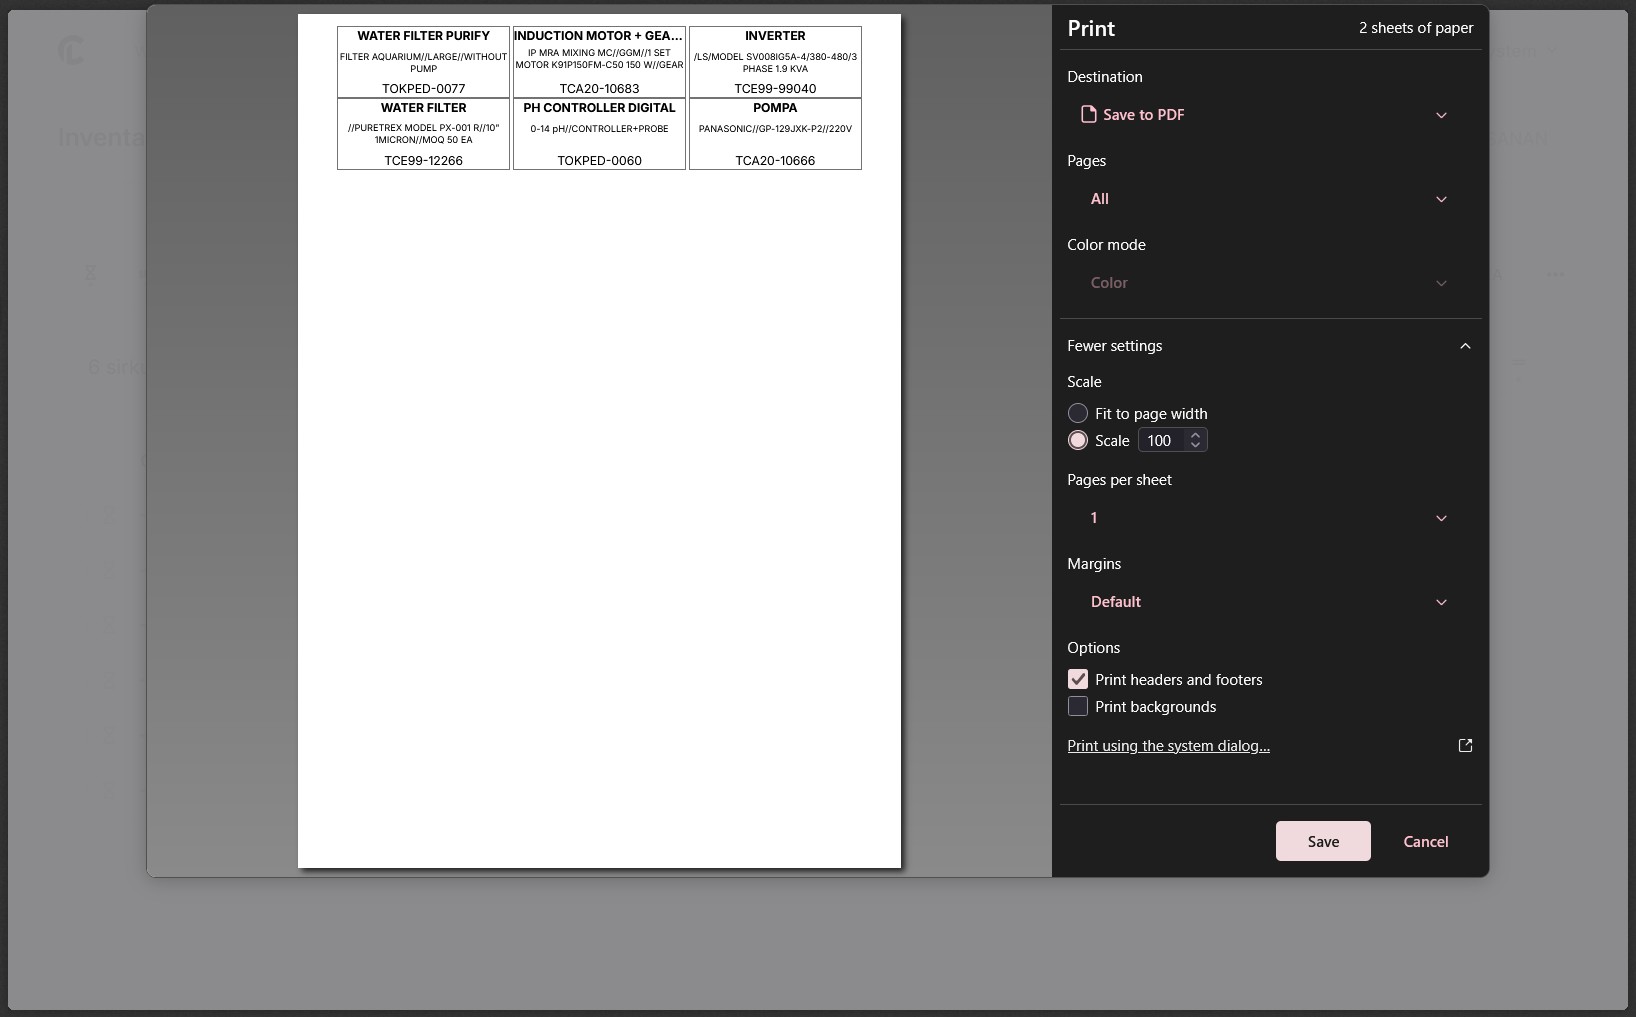 WATER FILTER PURIFY
FILTER AQUARIUM//LARGE//WITHOUT
PUMP
TOKPED-0077
INDUCTION MOTOR + GEA...
IP MRA MIXING MC//GGM//1 SET
MOTOR K91P150FM-C50 150 W//GEAR
TCA20-10683
INVERTER
/LS/MODEL SV008IG5A-4/380-480/3
PHASE 1.9 KVA
TCE99-99040
WATER FILTER
//PURETREX MODEL PX-001 R//10"
1MICRON//MOQ 50 EA
TCE99-12266
PH CONTROLLER DIGITAL
0-14 pH//CONTROLLER+PROBE
TOKPED-0060
POMPA
PANASONIC//GP-129JXK-P2//220V
TCA20-10666
Print
2 sheets of paper
Destination
Save to PDF
Pages
All
Color mode
Color
Fewer settings
Scale
Fit to page width
Scale 100
Pages per sheet
1
Margins
Default
Options
Print headers and footers
Print backgrounds
Print using the system dialog...
Save
Cancel
Inventa
6 sirk